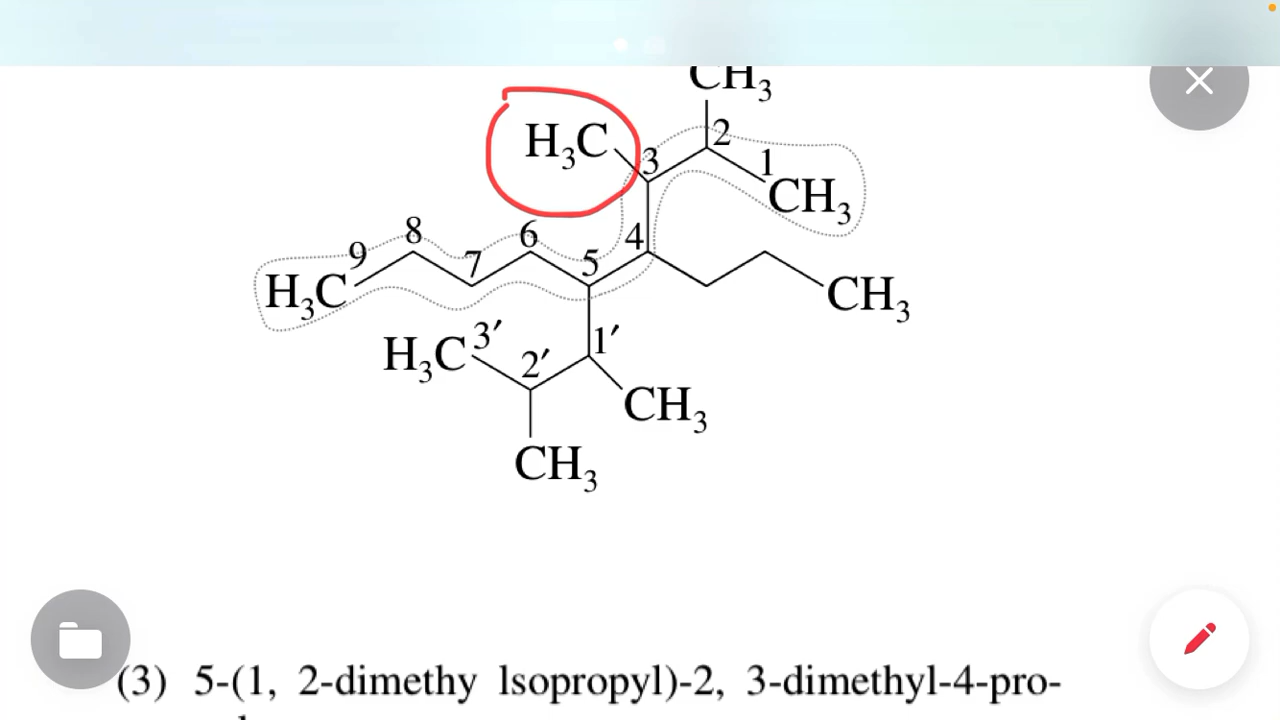 CH₃
H₃C 3 2 1
CH₃
9 8 7 6 5 4
H₃C CH₃
H₃C 3′ 2′ 1′
CH₃
CH₃
(3) 5-(1, 2-dimethy lsopropyl)-2, 3-dimethyl-4-pro-